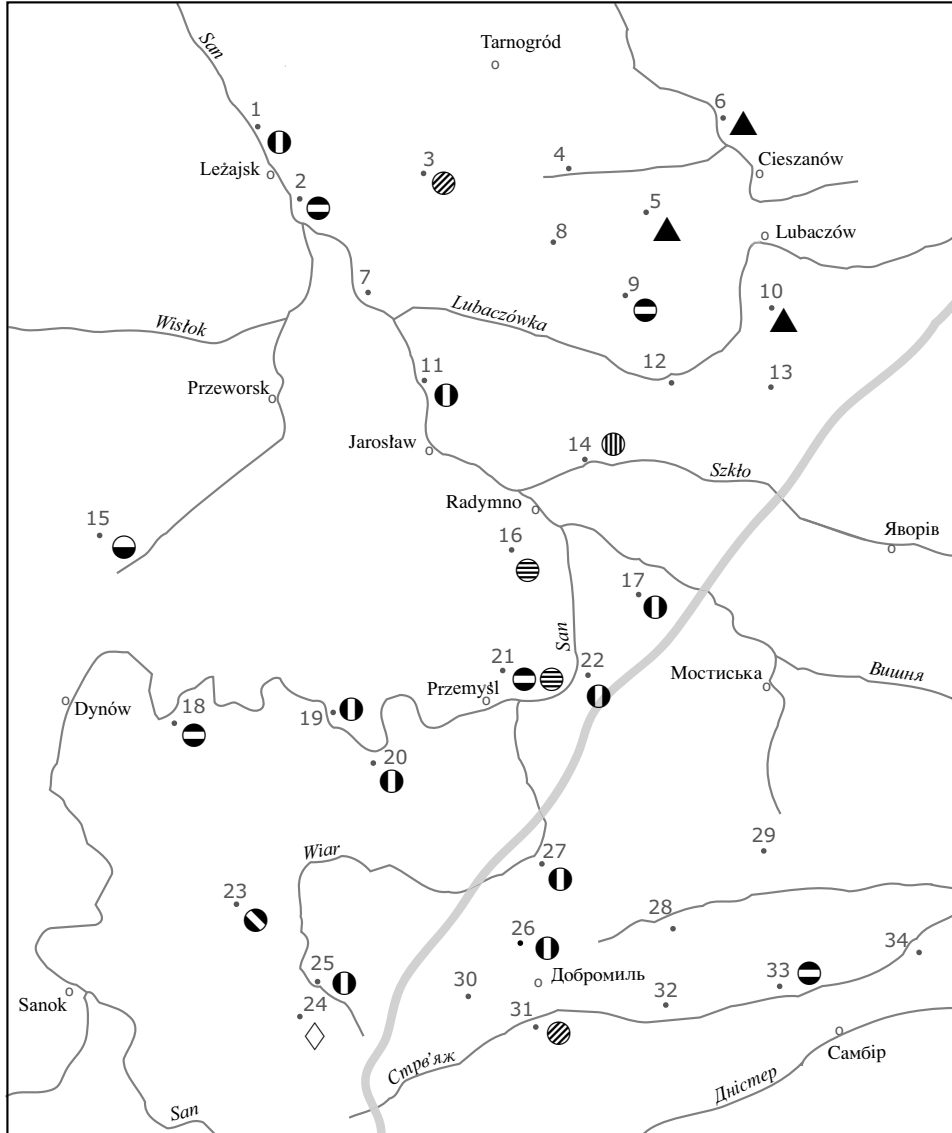 San
Tarnogród
6
1
3
4
Cieszanów
Leżajsk
2
5
Lubaczów
8
7
9
10
Lubaczówka
Wisłok
11
12
13
Przeworsk
Jarosław
14
Szkło
Radymno
15
Яворів
16
17
San
21
22
Мостиська
Вишня
Dynów
18
Przemyśl
19
20
29
Wiar
27
23
28
26
34
25
30
Добромиль
33
Sanok
24
31
32
Стрв’яж
Самбір
Дністер
San